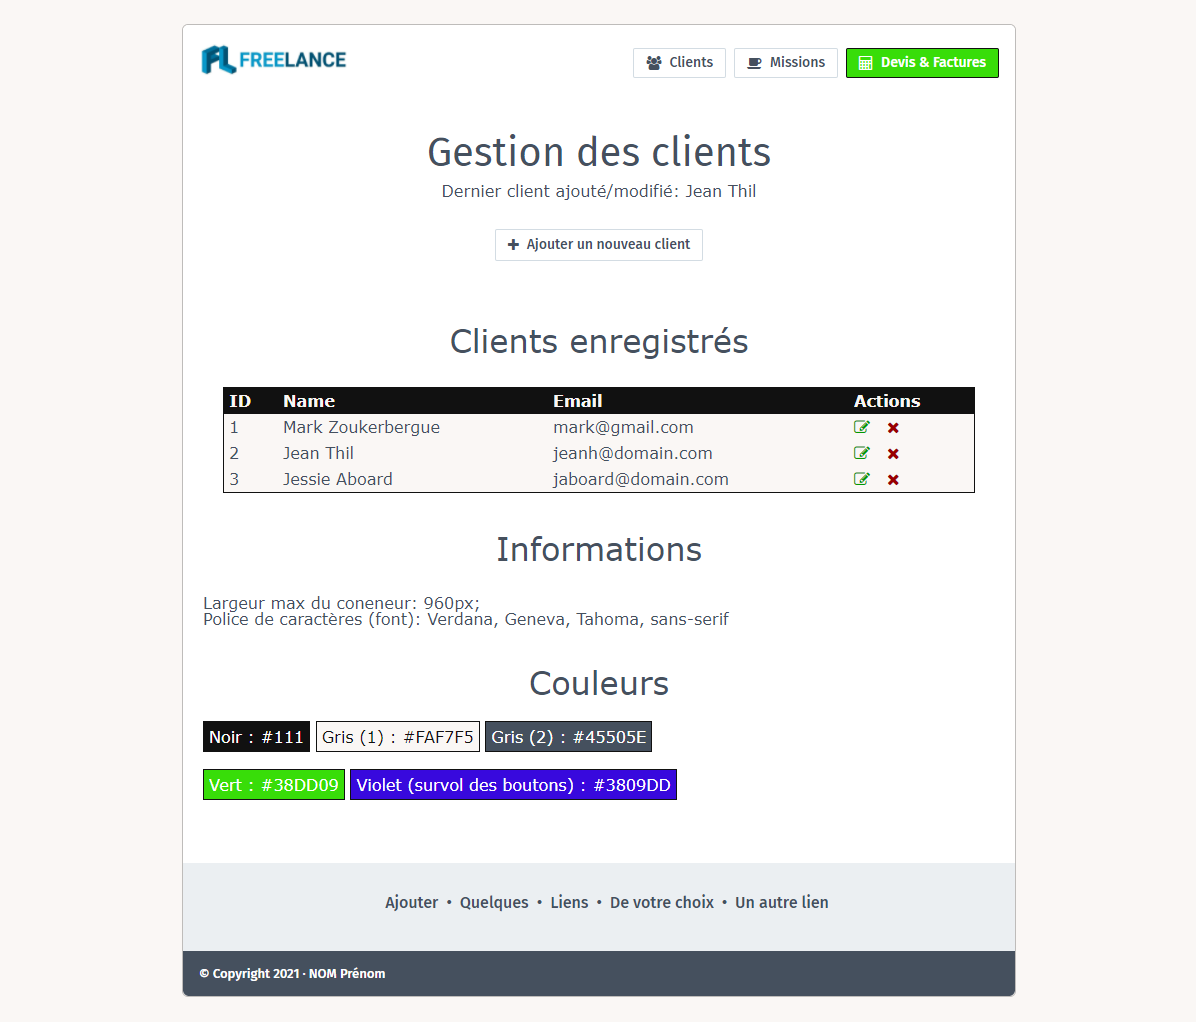 FREELANCE
Clients
Missions
Devis & Factures
Gestion des clients
Dernier client ajouté/modifié: Jean Thil
Ajouter un nouveau client
Clients enregistrés
ID Name Email Actions
1 Mark Zoukerbergue mark@gmail.com
2 Jean Thil jeanh@domain.com
3 Jessie Aboard jaboard@domain.com
Informations
Largeur max du coneneur: 960px;
Police de caractères (font): Verdana, Geneva, Tahoma, sans-serif
Couleurs
Noir : #111 Gris (1) : #FAF7F5 Gris (2) : #45505E
Vert : #38DD09 Violet (survol des boutons) : #3809DD
Ajouter • Quelques • Liens • De votre choix • Un autre lien
© Copyright 2021 · NOM Prénom